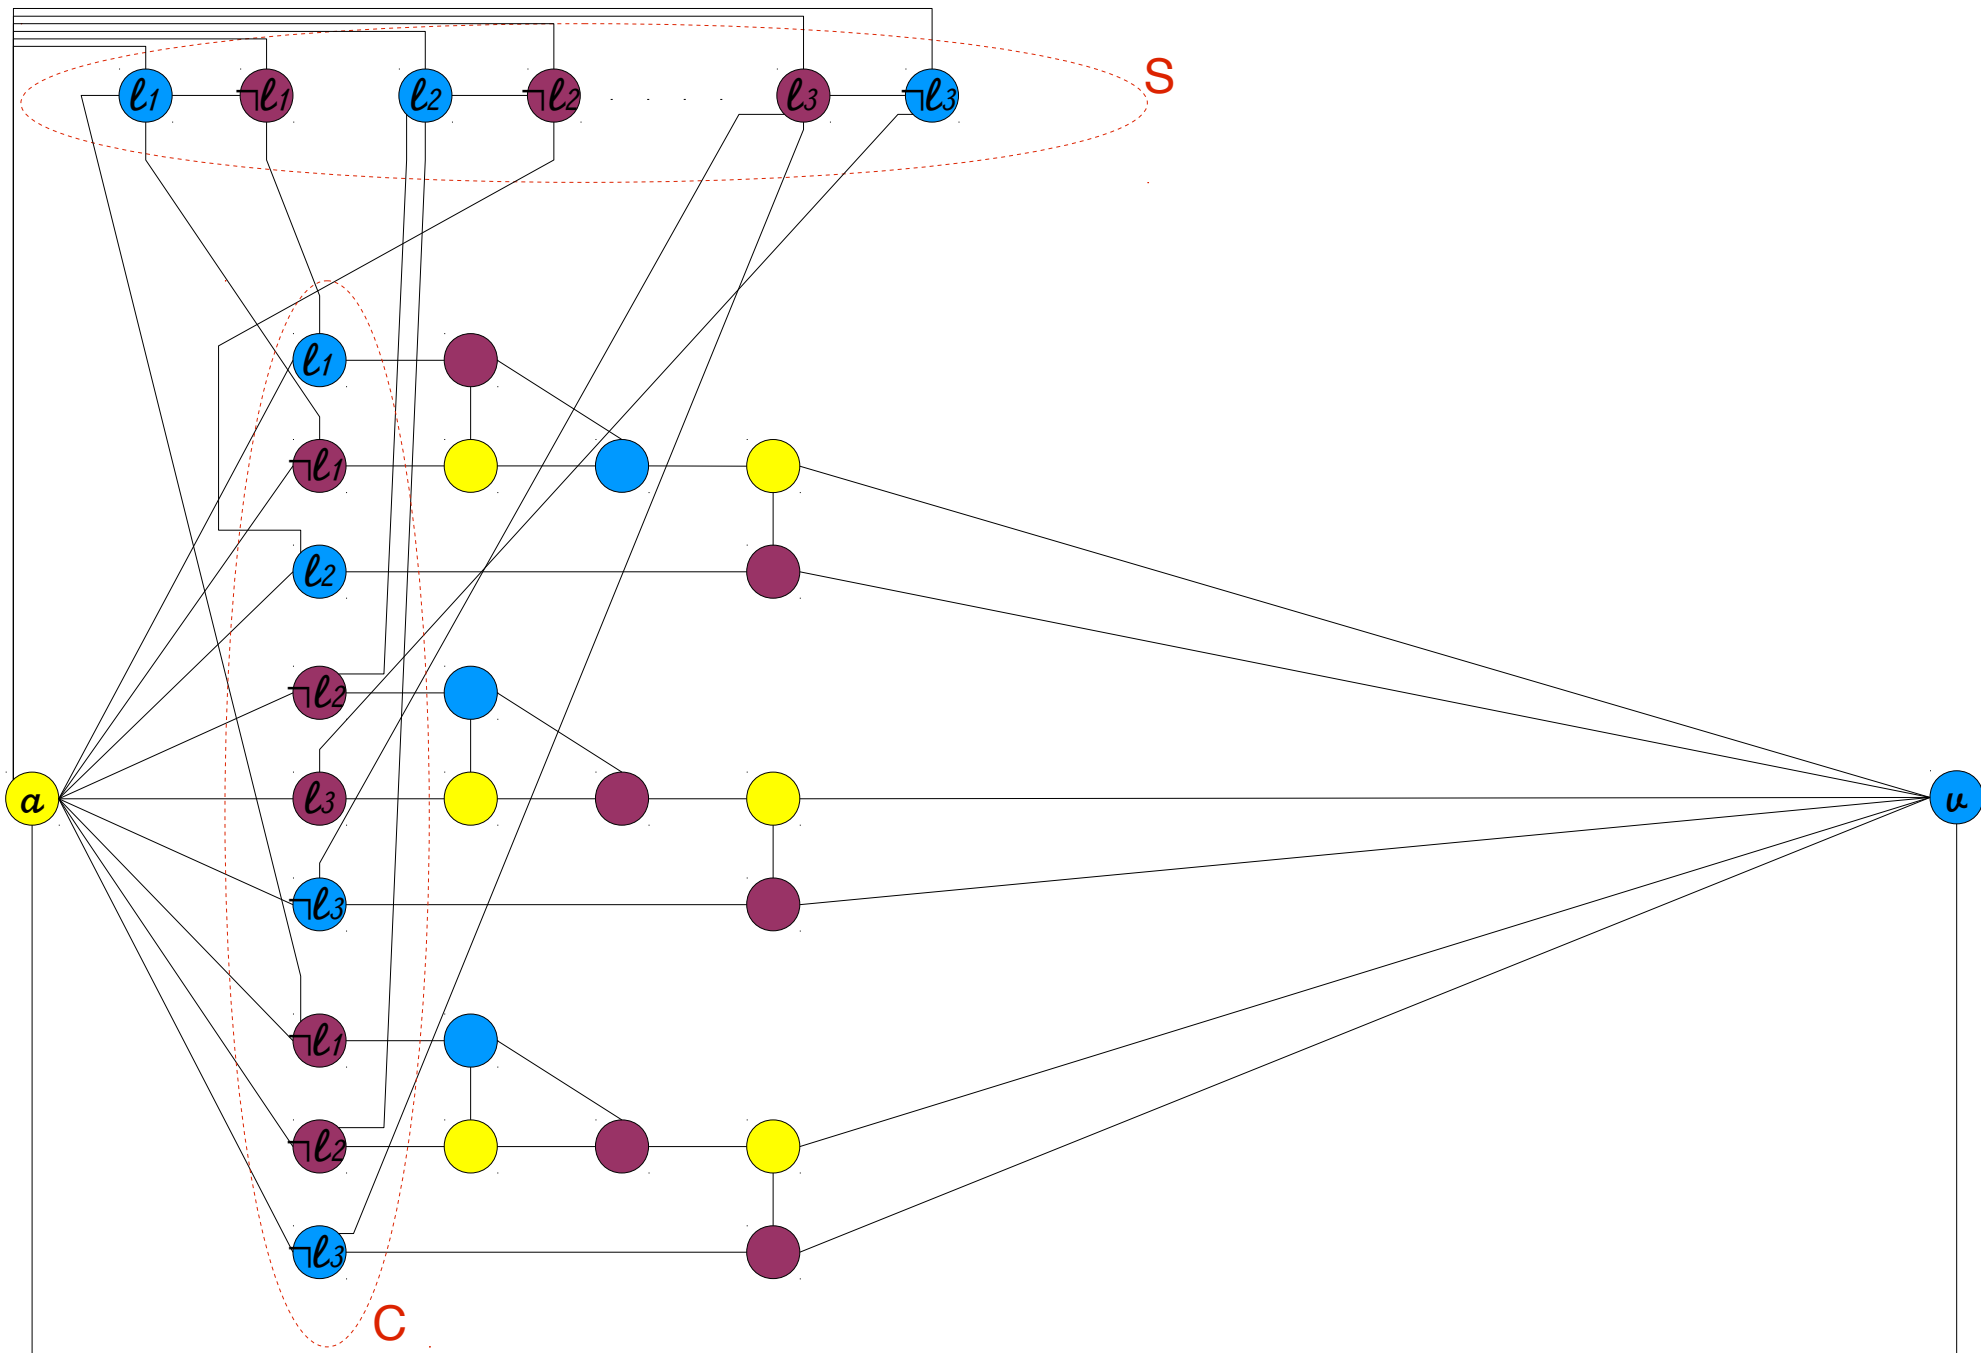 S
ℓ1 ¬ℓ1 ℓ2 ¬ℓ2 . . . . ℓ3 ¬ℓ3
ℓ1
¬ℓ1
ℓ2
¬ℓ2
a ℓ3 u
¬ℓ3
¬ℓ1
¬ℓ2
¬ℓ3
C